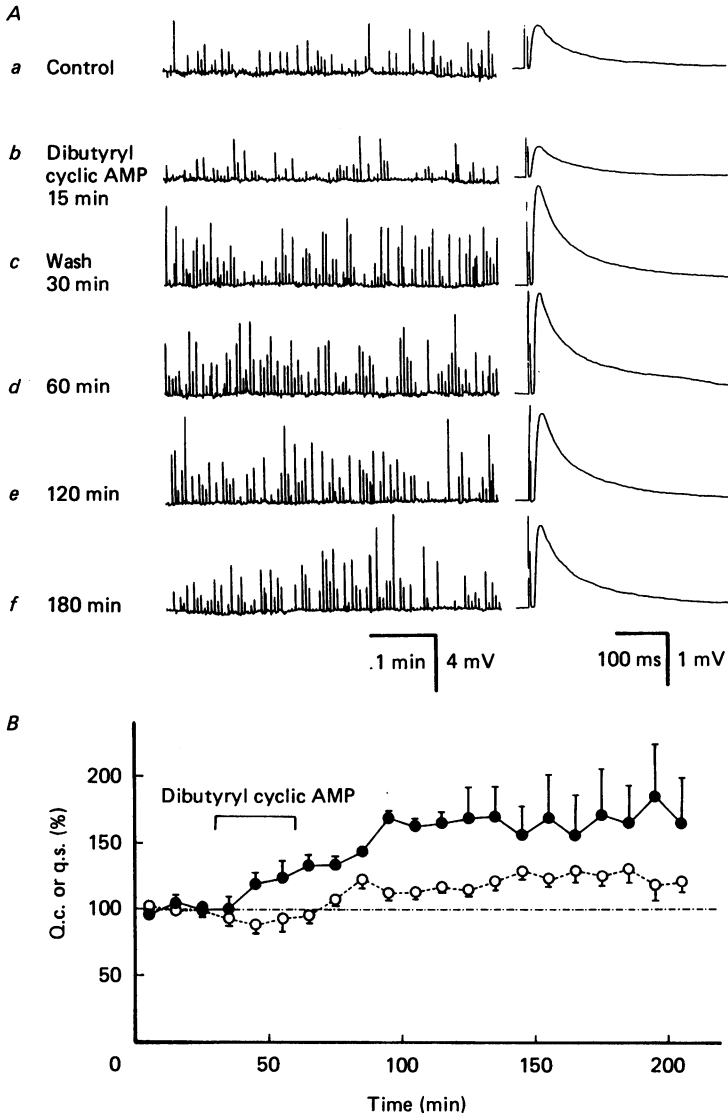 A
a Control
b Dibutyryl
cyclic AMP
15 min
c Wash
30 min
d 60 min
e 120 min
f 180 min
.1 min 4 mV 100 ms 1 mV
B
Q.c. or q.s. (%)
200
150
100
50
0
Dibutyryl cyclic AMP
50 100 150 200
Time (min)